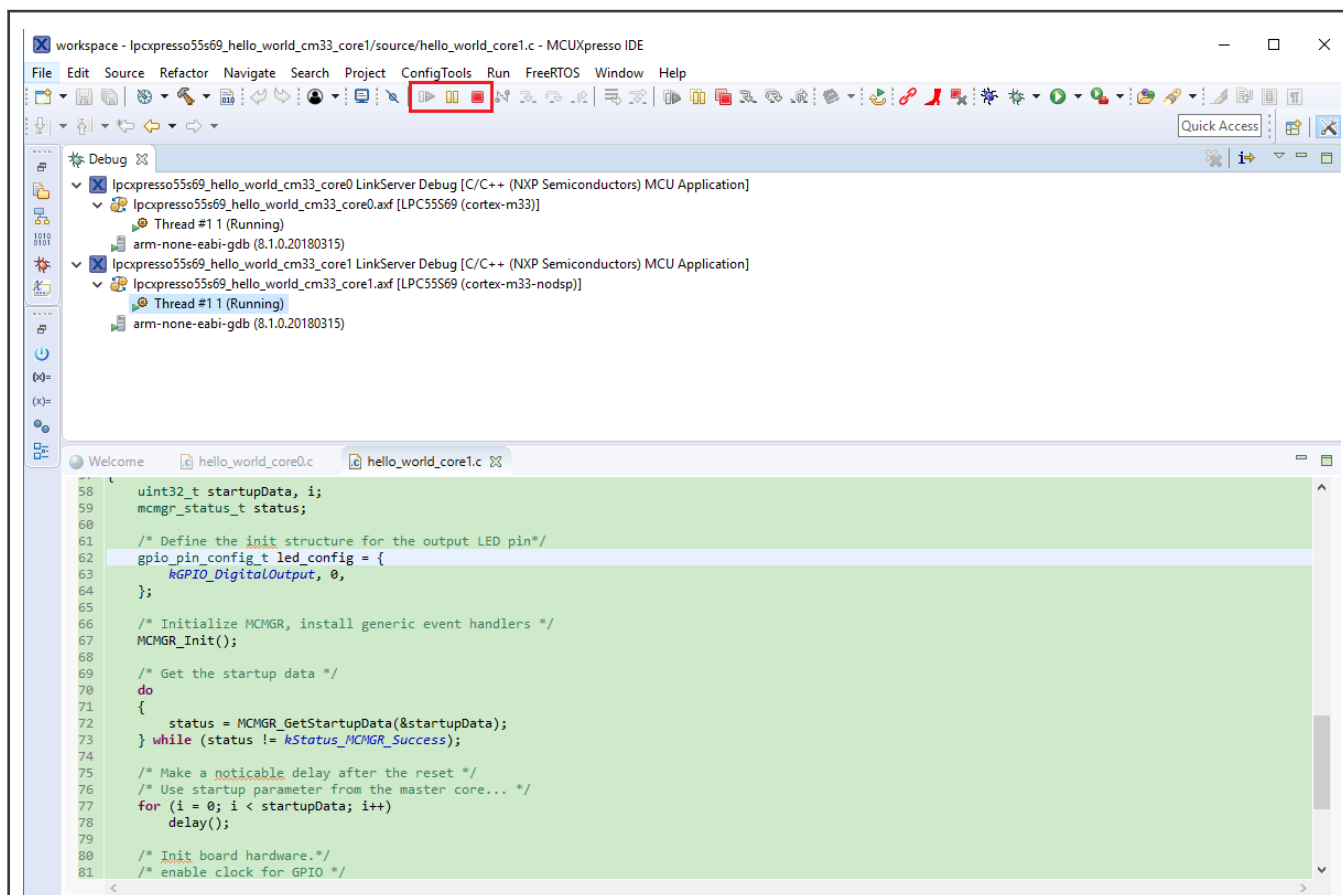 workspace - lpcxpresso55s69_hello_world_cm33_core1/source/hello_world_core1.c - MCUXpresso IDE
File Edit Source Refactor Navigate Search Project ConfigTools Run FreeRTOS Window Help
Quick Access
Debug
lpcxpresso55s69_hello_world_cm33_core0 LinkServer Debug [C/C++ (NXP Semiconductors) MCU Application]
lpcxpresso55s69_hello_world_cm33_core0.axf [LPC55S69 (cortex-m33)]
Thread #1 1 (Running)
arm-none-eabi-gdb (8.1.0.20180315)
lpcxpresso55s69_hello_world_cm33_core1 LinkServer Debug [C/C++ (NXP Semiconductors) MCU Application]
lpcxpresso55s69_hello_world_cm33_core1.axf [LPC55S69 (cortex-m33-nodsp)]
Thread #1 1 (Running)
arm-none-eabi-gdb (8.1.0.20180315)
(x)=
(x)=
Welcome hello_world_core0.c hello_world_core1.c
57 {
58 uint32_t startupData, i;
59 mcmgr_status_t status;
60
61 /* Define the init structure for the output LED pin*/
62 gpio_pin_config_t led_config = {
63 kGPIO_DigitalOutput, 0,
64 };
65
66 /* Initialize MCMGR, install generic event handlers */
67 MCMGR_Init();
68
69 /* Get the startup data */
70 do
71 {
72 status = MCMGR_GetStartupData(&startupData);
73 } while (status != kStatus_MCMGR_Success);
74
75 /* Make a noticable delay after the reset */
76 /* Use startup parameter from the master core... */
77 for (i = 0; i < startupData; i++)
78 delay();
79
80 /* Init board hardware.*/
81 /* enable clock for GPIO */